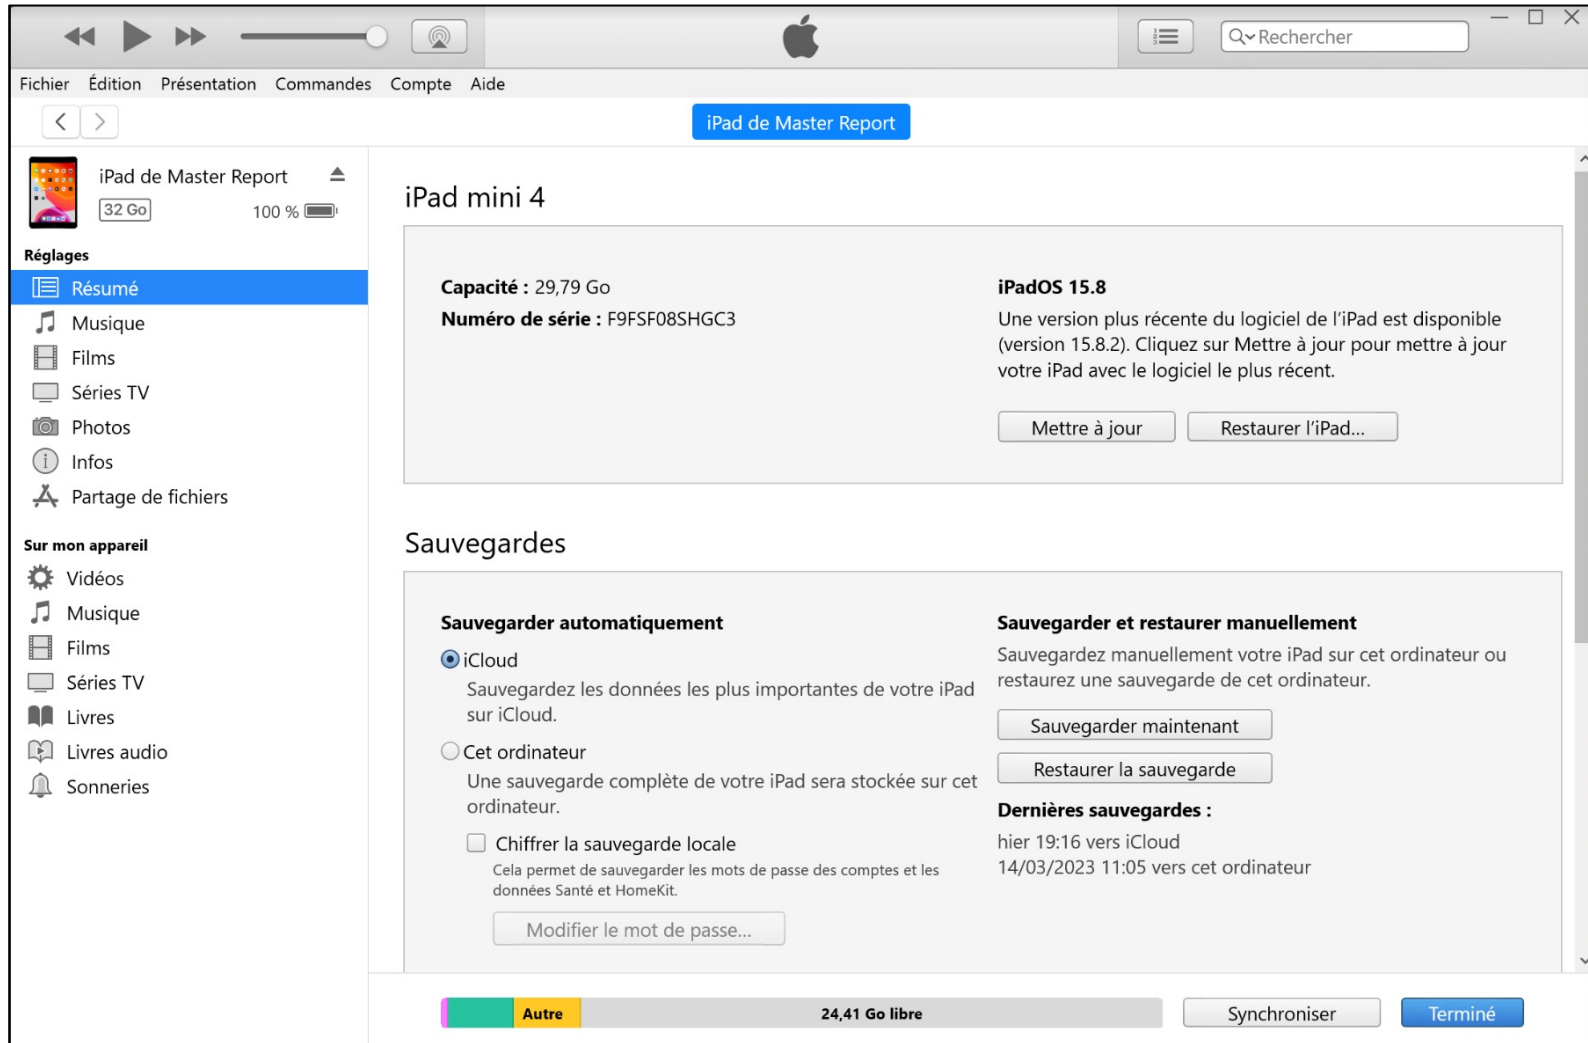 Rechercher
Fichier Édition Présentation Commandes Compte Aide
iPad de Master Report
iPad de Master Report
32 Go 100 %
Réglages
Résumé
Musique
Films
Séries TV
Photos
Infos
Partage de fichiers
Sur mon appareil
Vidéos
Musique
Films
Séries TV
Livres
Livres audio
Sonneries
iPad mini 4
Capacité : 29,79 Go
Numéro de série : F9FSF08SHGC3
iPadOS 15.8
Une version plus récente du logiciel de l'iPad est disponible
(version 15.8.2). Cliquez sur Mettre à jour pour mettre à jour
votre iPad avec le logiciel le plus récent.
Mettre à jour Restaurer l'iPad...
Sauvegardes
Sauvegarder automatiquement
iCloud
Sauvegardez les données les plus importantes de votre iPad
sur iCloud.
Cet ordinateur
Une sauvegarde complète de votre iPad sera stockée sur cet
ordinateur.
Chiffrer la sauvegarde locale
Cela permet de sauvegarder les mots de passe des comptes et les
données Santé et HomeKit.
Modifier le mot de passe...
Sauvegarder et restaurer manuellement
Sauvegardez manuellement votre iPad sur cet ordinateur ou
restaurez une sauvegarde de cet ordinateur.
Sauvegarder maintenant
Restaurer la sauvegarde
Dernières sauvegardes :
hier 19:16 vers iCloud
14/03/2023 11:05 vers cet ordinateur
Autre 24,41 Go libre Synchroniser Terminé